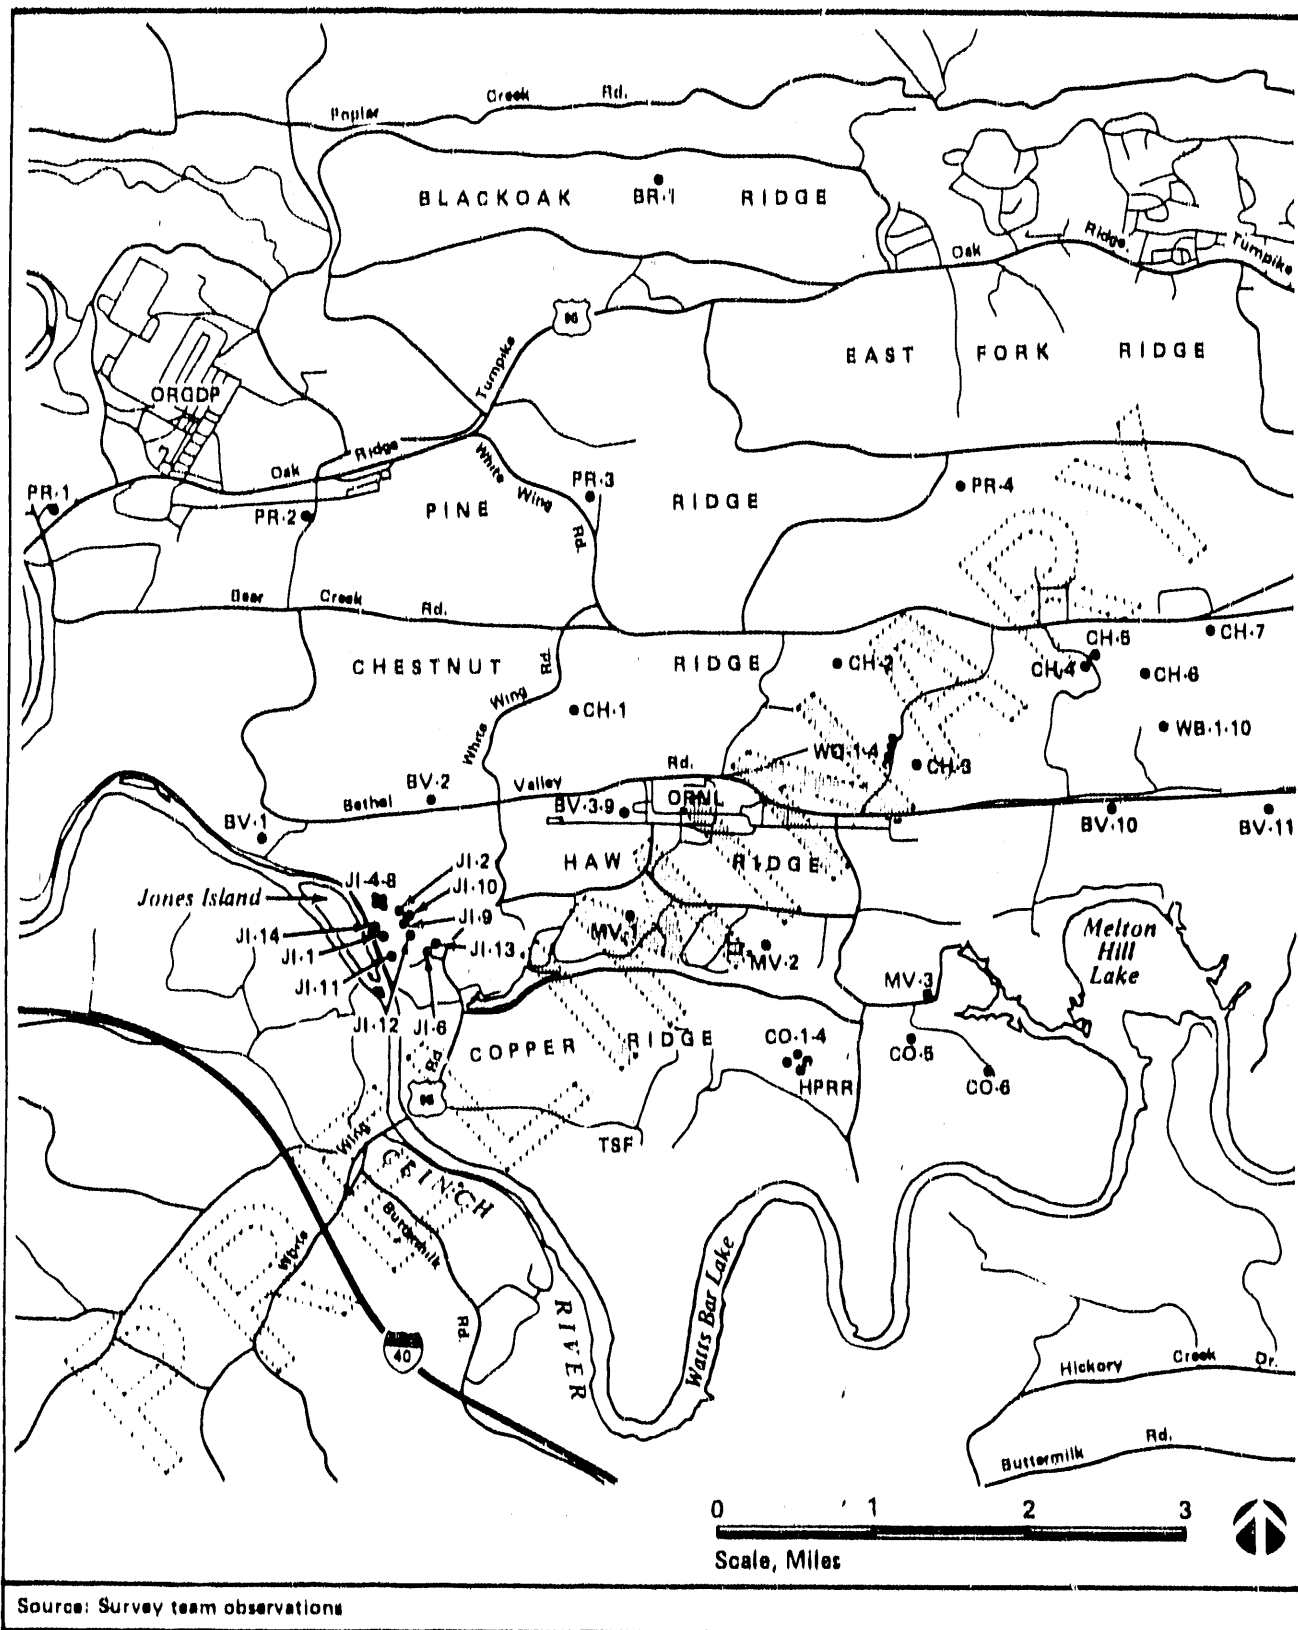 Poplar Creek Rd.
BLACKOAK BR-1 RIDGE
Oak Ridge Turnpike
EAST FORK RIDGE
Turnpike
ORGDP
Oak Ridge
White Wing Rd.
PR-1
PR-2
PINE
PR-3
RIDGE
PR-4
Bear Creek Rd.
CHESTNUT RIDGE
White Wing Rd.
CH-1
CH-2
CH-5
CH-4
CH-7
CH-6
WB-1-10
CH-3
BV-2
Bethel Valley Rd.
BV-3-9
ORNL
BV-1
BV-10
BV-11
HAW RIDGE
Jones Island
JI-4-8
JI-2
JI-10
JI-9
JI-14
JI-1
JI-13
JI-11
JI-12
JI-6
MV-1
MV-2
MV-3
Melton
Hill
Lake
COPPER RIDGE
CO-1-4
HPRR
CO-5
CO-6
Rd.
TSF
Wing
White
CLINCH
RIVER
Rd.
40
Watts Bar Lake
Hickory Creek Dr.
Buttermilk Rd.
0 1 2 3
Scale, Miles
Source: Survey team observations